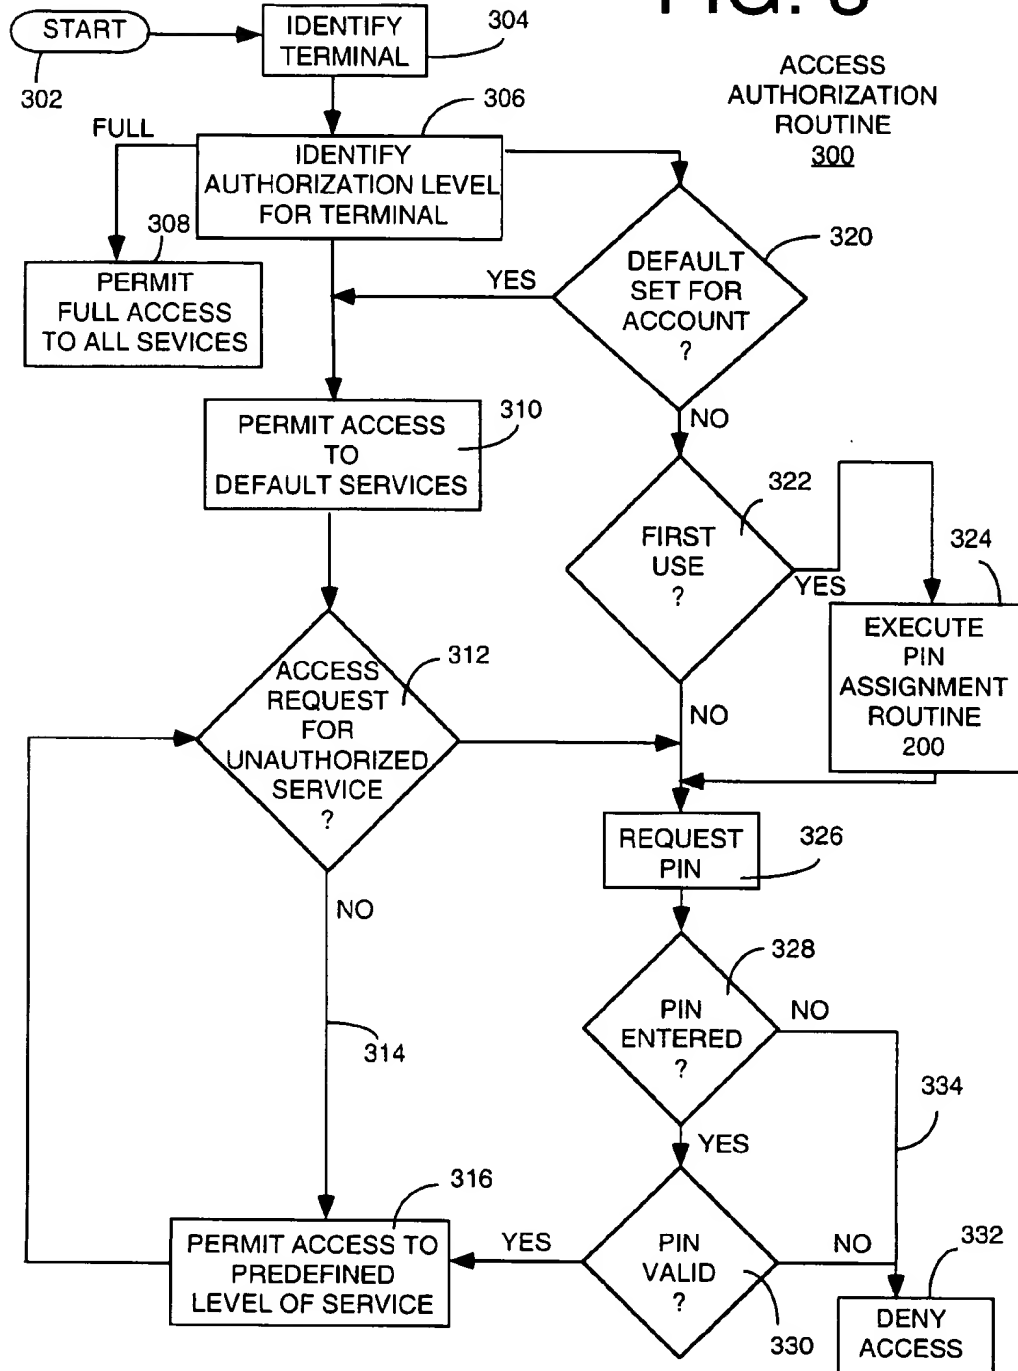 START
302
IDENTIFY
TERMINAL
304
ACCESS
AUTHORIZATION
ROUTINE
300
FULL
306
IDENTIFY
AUTHORIZATION LEVEL
FOR TERMINAL
308
PERMIT
FULL ACCESS
TO ALL SEVICES
YES
DEFAULT
SET FOR
ACCOUNT
?
320
NO
PERMIT ACCESS
TO
DEFAULT SERVICES
310
FIRST
USE
?
322
YES
324
EXECUTE
PIN
ASSIGNMENT
ROUTINE
200
NO
ACCESS
REQUEST
FOR
UNAUTHORIZED
SERVICE
?
312
REQUEST
PIN
326
NO
314
PIN
ENTERED
?
328
NO
334
YES
316
PERMIT ACCESS TO
PREDEFINED
LEVEL OF SERVICE
YES
PIN
VALID
?
330
NO
332
DENY
ACCESS